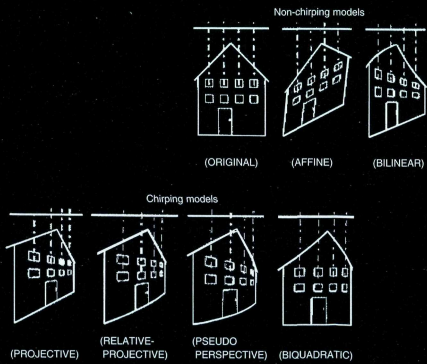 Non-chirping models
(ORIGINAL) (AFFINE) (BILINEAR)
Chirping models
(PROJECTIVE) (RELATIVE-PROJECTIVE) (PSEUDO PERSPECTIVE) (BIQUADRATIC)